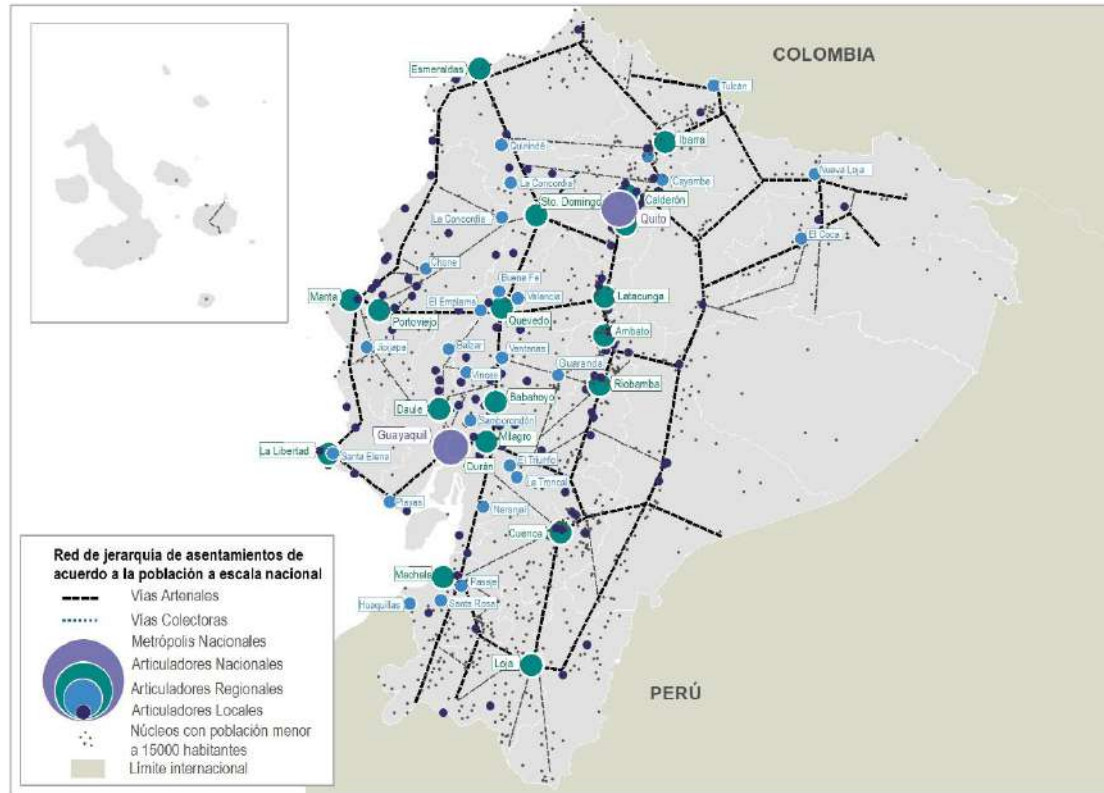 COLOMBIA
Esmeraldas
Tulcán
Ibarra
Quinindé
Nueva Loja
La Concordia
Cayambe
Sto. Domingo
Calderón
La Concordia
Quito
El Coca
Chone
Buena Fe
Manta
El Empalme
Valencia
Latacunga
Portoviejo
Quevedo
Ambato
Jipijapa
Balzar
Ventanas
Guaranda
Vinces
Riobamba
Daule
Babahoyo
Samborondón
Guayaquil
Milagro
La Libertad
Santa Elena
El Triunfo
Durán
La Troncal
Playas
Naranjal
Cuenca
Machala
Pasaje
Huaquillas
Santa Rosa
Loja
PERÚ
Red de jerarquia de asentamientos de
acuerdo a la población a escala nacional
Vías Arteriales
Vías Colectoras
Metrópolis Nacionales
Articuladores Nacionales
Articuladores Regionales
Articuladores Locales
Núcleos con población menor
a 15000 habitantes
Límite internacional